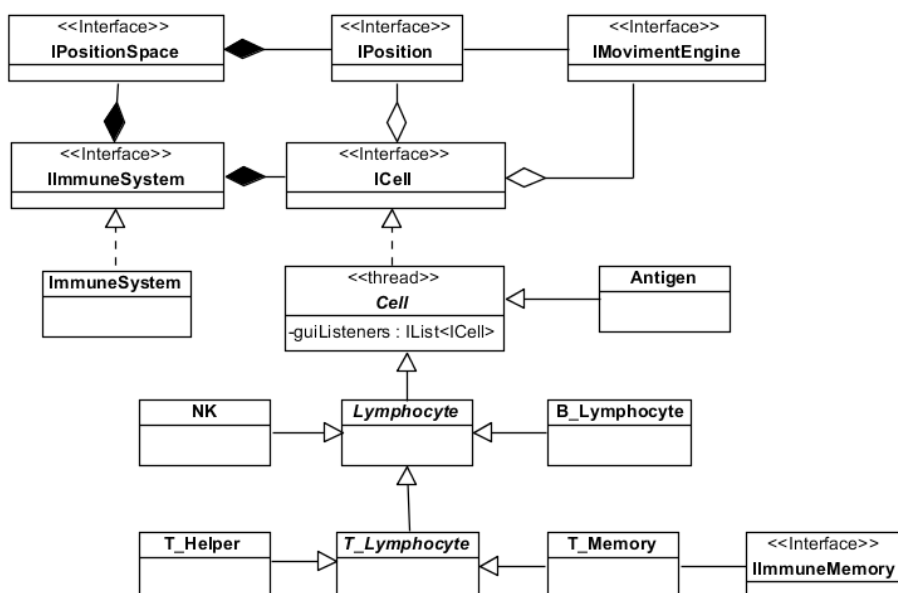 <<Interface>>
IPositionSpace
<<Interface>>
IPosition
<<Interface>>
IMovimentEngine
<<Interface>>
IImmuneSystem
<<Interface>>
ICell
ImmuneSystem
<<thread>>
Cell
-guiListeners : IList<ICell>
Antigen
NK
Lymphocyte
B_Lymphocyte
T_Helper
T_Lymphocyte
T_Memory
<<Interface>>
IImmuneMemory